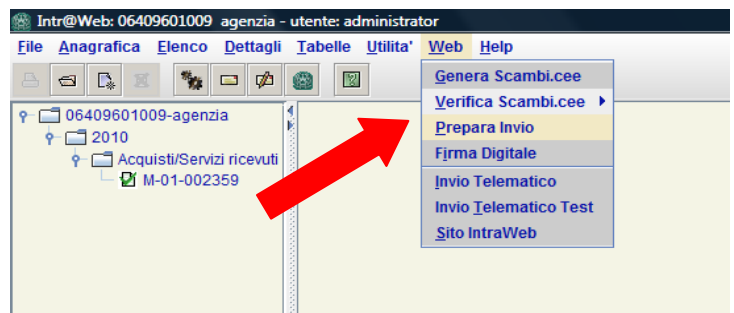 Intr@Web: 06409601009 agenzia - utente: administrator
File Anagrafica Elenco Dettagli Tabelle Utilita' Web Help
Genera Scambi.cee
06409601009-agenzia
Verifica Scambi.cee
2010
Prepara Invio
Acquisti/Servizi ricevuti
Firma Digitale
M-01-002359
Invio Telematico
Invio Telematico Test
Sito IntraWeb